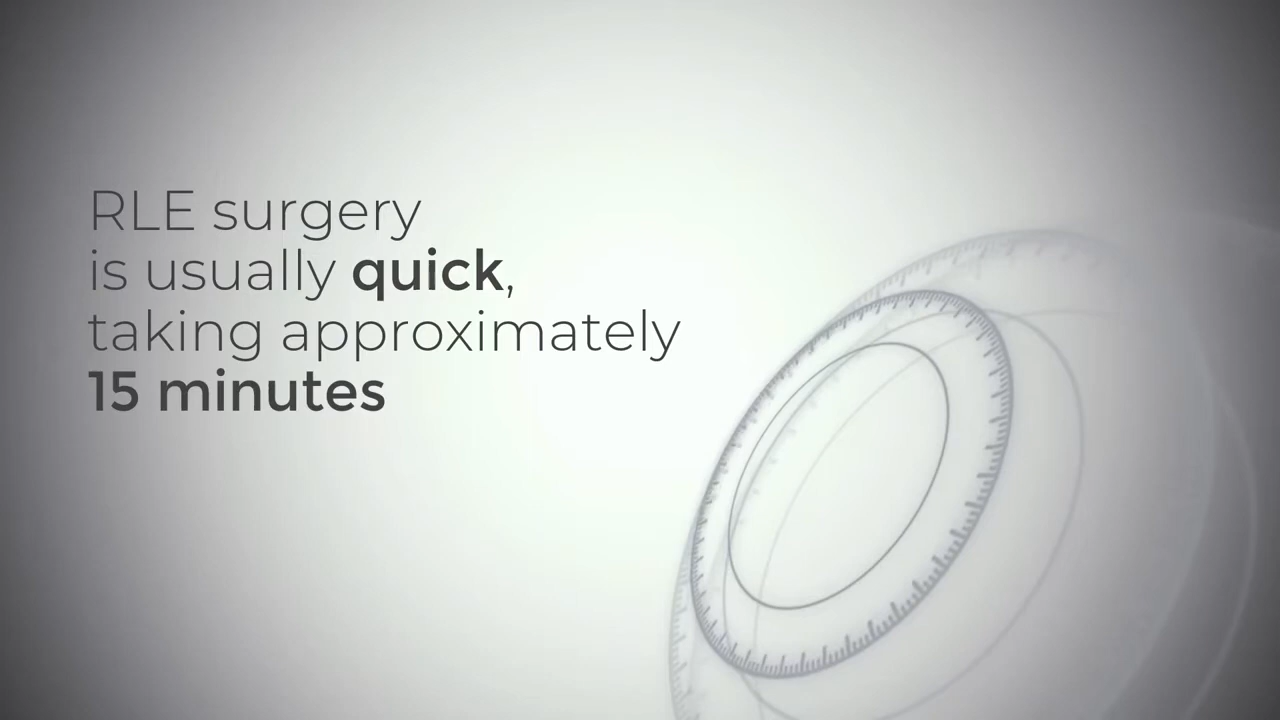 RLE surgery
is usually quick,
taking approximately
15 minutes